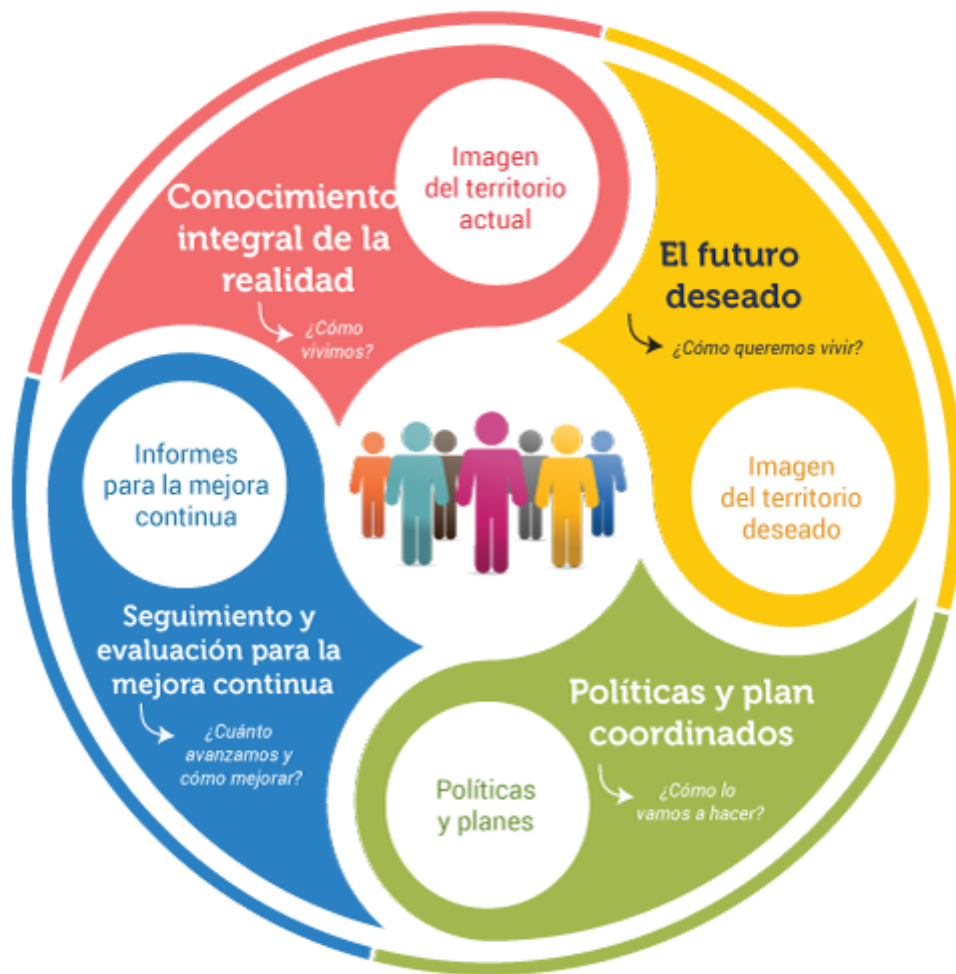 Conocimiento
integral de la
realidad
¿Cómo
vivimos?
Imagen
del territorio
actual
El futuro
deseado
¿Cómo queremos vivir?
Imagen
del territorio
deseado
Políticas y plan
coordinados
¿Cómo lo
vamos a hacer?
Políticas
y planes
Seguimiento y
evaluación para la
mejora continua
¿Cuánto
avanzamos y
cómo mejorar?
Informes
para la mejora
continua